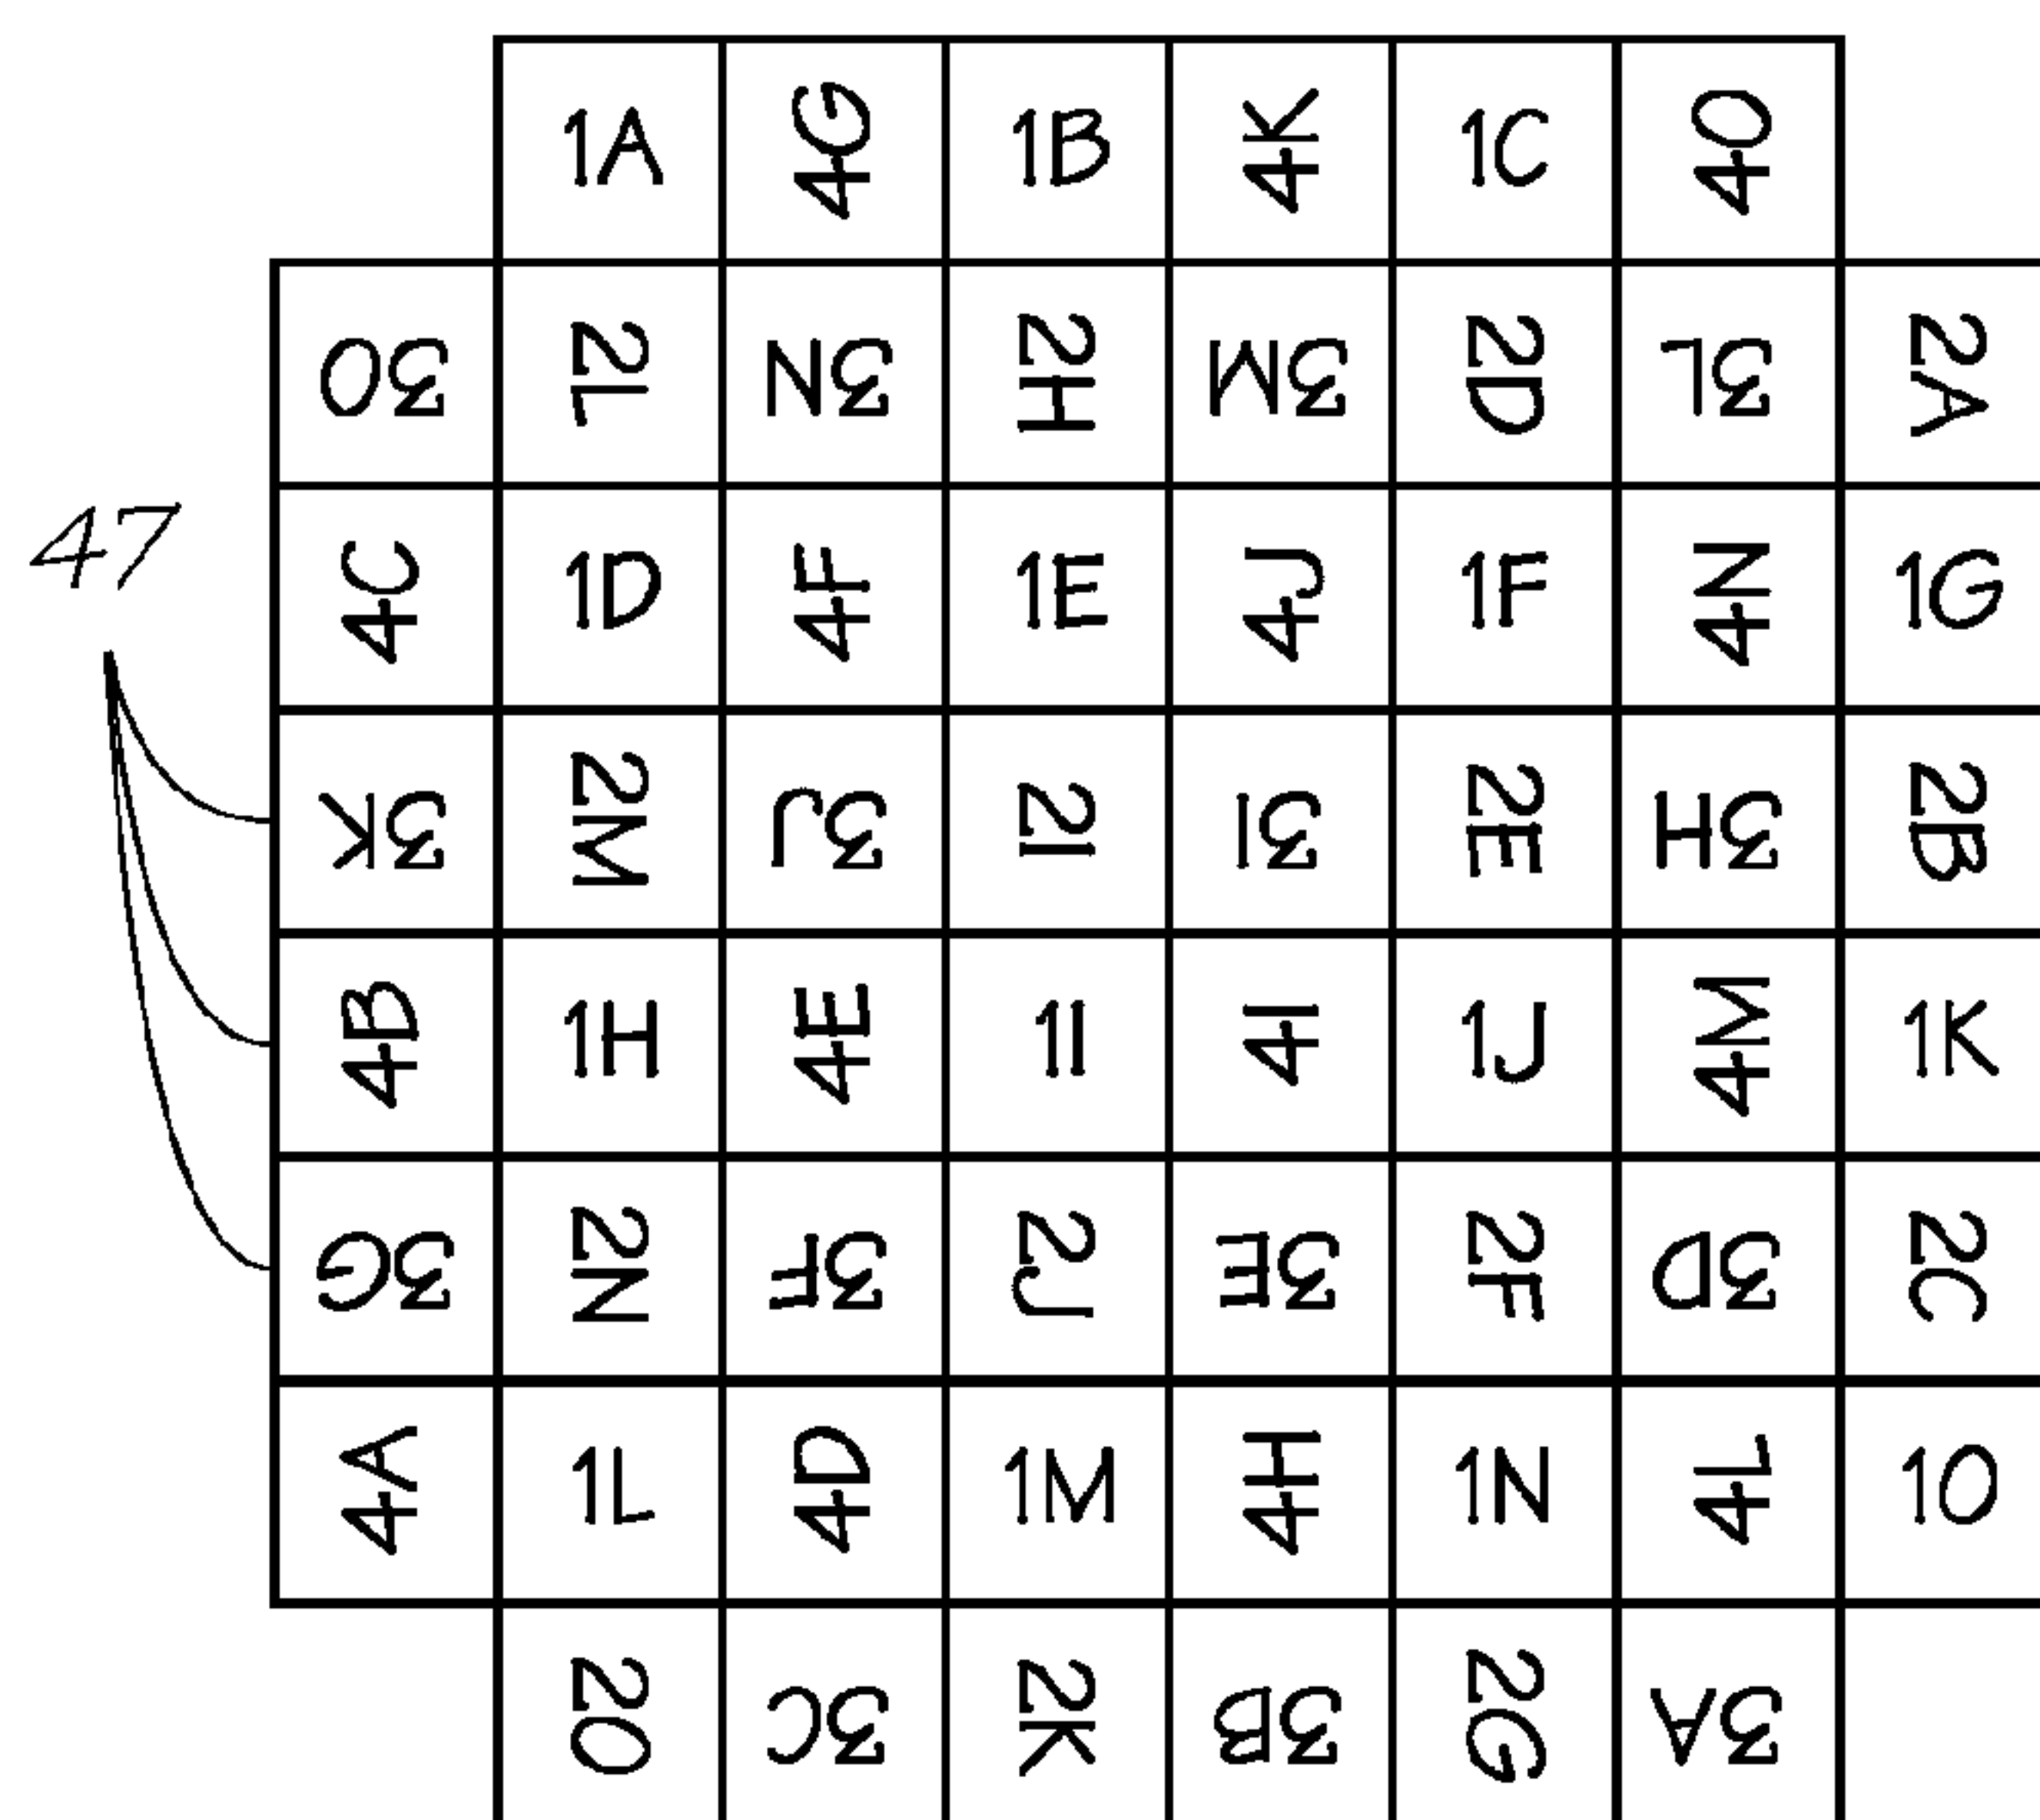 1A 4G 1B 4K 1C 4O
3O 2L 3N 2H 3M 2D 3L 2A
47
4C 1D 4F 1E 4J 1F 4N 1G
3K 2M 3J 2I 3I 2E 3H 2B
4B 1H 4E 1I 4I 1J 4M 1K
3G 2N 3F 2J 3E 2F 3D 2C
4A 1L 4D 1M 4H 1N 4L 1O
2O 3C 2K 3B 2G 3A